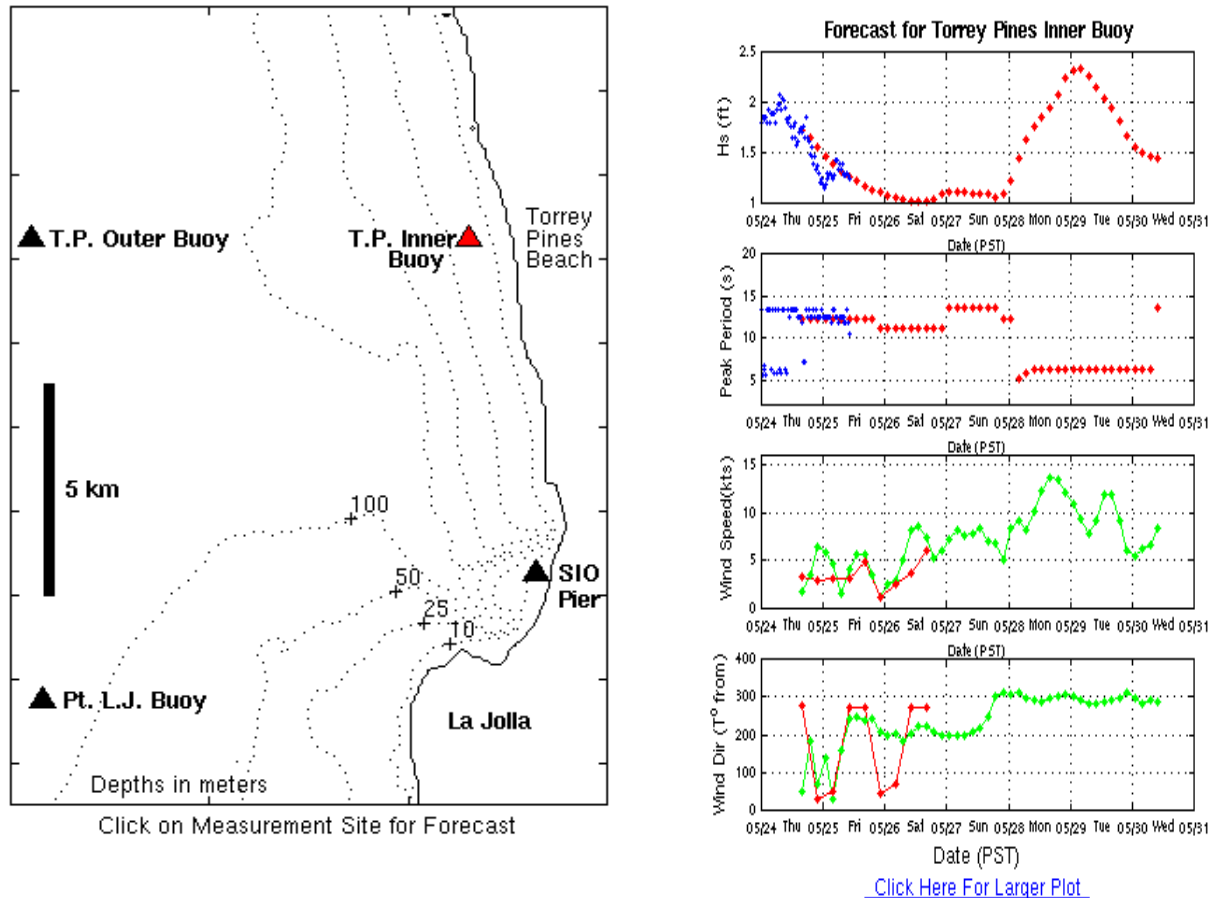 Torrey
Pines
Beach
T.P. Outer Buoy
T.P. Inner
Buoy
5 km
100
50
25
10
SIO
Pier
Pt. L.J. Buoy
La Jolla
Depths in meters
Click on Measurement Site for Forecast
Forecast for Torrey Pines Inner Buoy
Hs (ft)
2.5
2
1.5
1
05/24 Thu 05/25 Fri 05/26 Sat 05/27 Sun 05/28 Mon 05/29 Tue 05/30 Wed 05/31
Date (PST)
Peak Period (s)
20
15
10
5
05/24 Thu 05/25 Fri 05/26 Sat 05/27 Sun 05/28 Mon 05/29 Tue 05/30 Wed 05/31
Date (PST)
Wind Speed(kts)
15
10
5
0
05/24 Thu 05/25 Fri 05/26 Sat 05/27 Sun 05/28 Mon 05/29 Tue 05/30 Wed 05/31
Date (PST)
Wind Dir (T° from)
400
300
200
100
0
05/24 Thu 05/25 Fri 05/26 Sat 05/27 Sun 05/28 Mon 05/29 Tue 05/30 Wed 05/31
Date (PST)
Click Here For Larger Plot